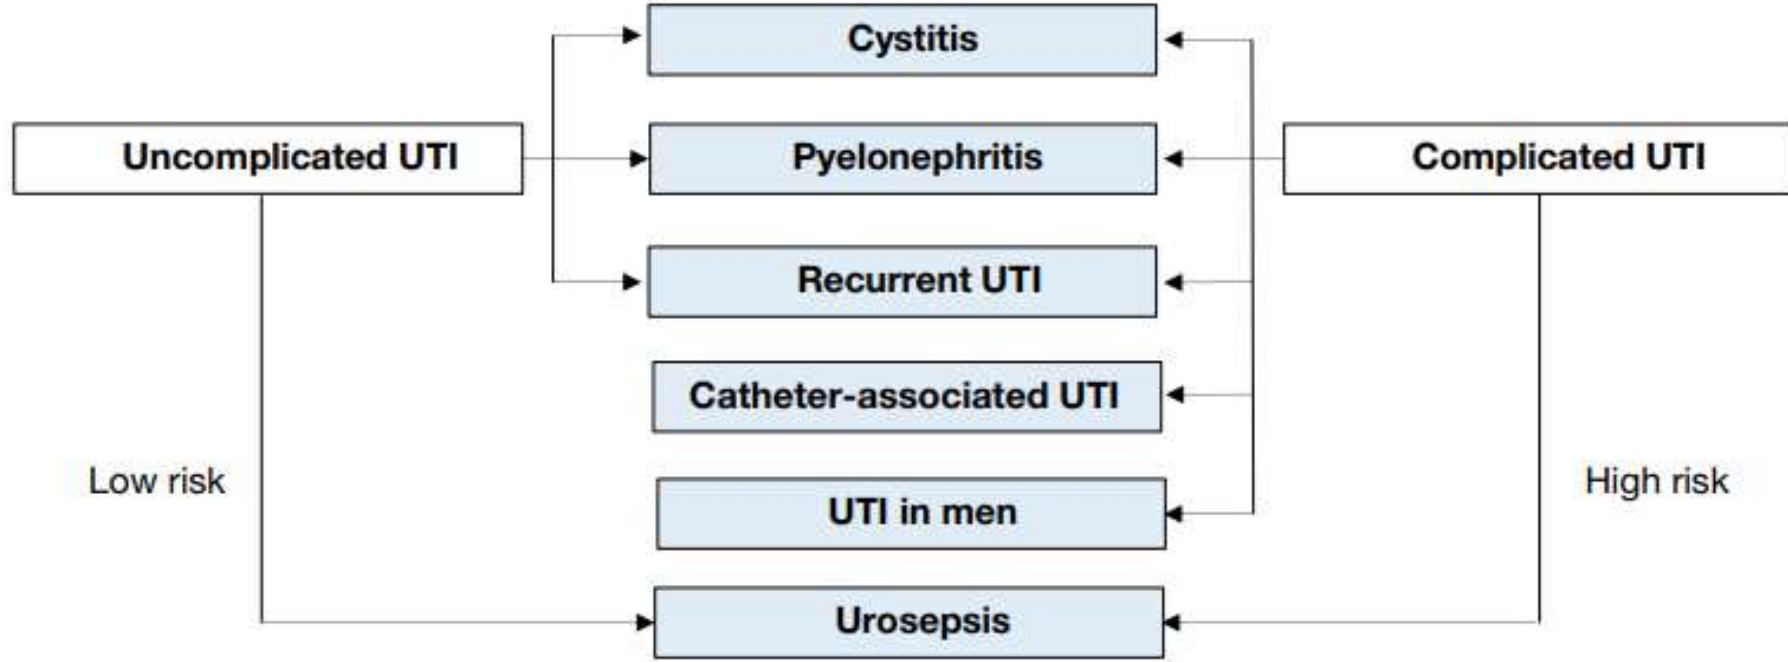 Cystitis
Uncomplicated UTI
Pyelonephritis
Complicated UTI
Recurrent UTI
Catheter-associated UTI
Low risk
High risk
UTI in men
Urosepsis